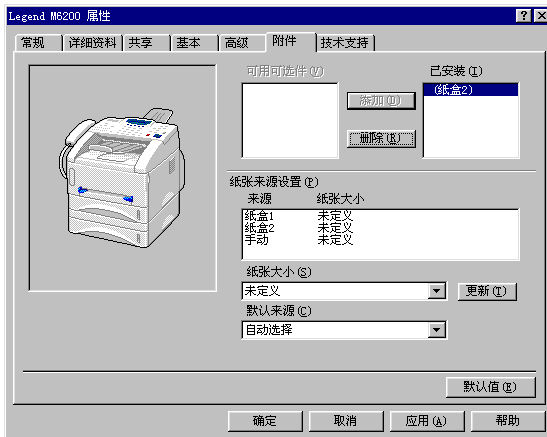 Legend M6200 属性
常规 详细资料 共享 基本 高级 附件 技术支持
可用可选件(V)
已安装(I)
(纸盒2)
添加(D)
删除(R)
纸张来源设置(P)
来源 纸张大小
纸盒1 未定义
纸盒2 未定义
手动 未定义
纸张大小(S)
未定义
更新(T)
默认来源(C)
自动选择
默认值(E)
确定 取消 应用(A) 帮助